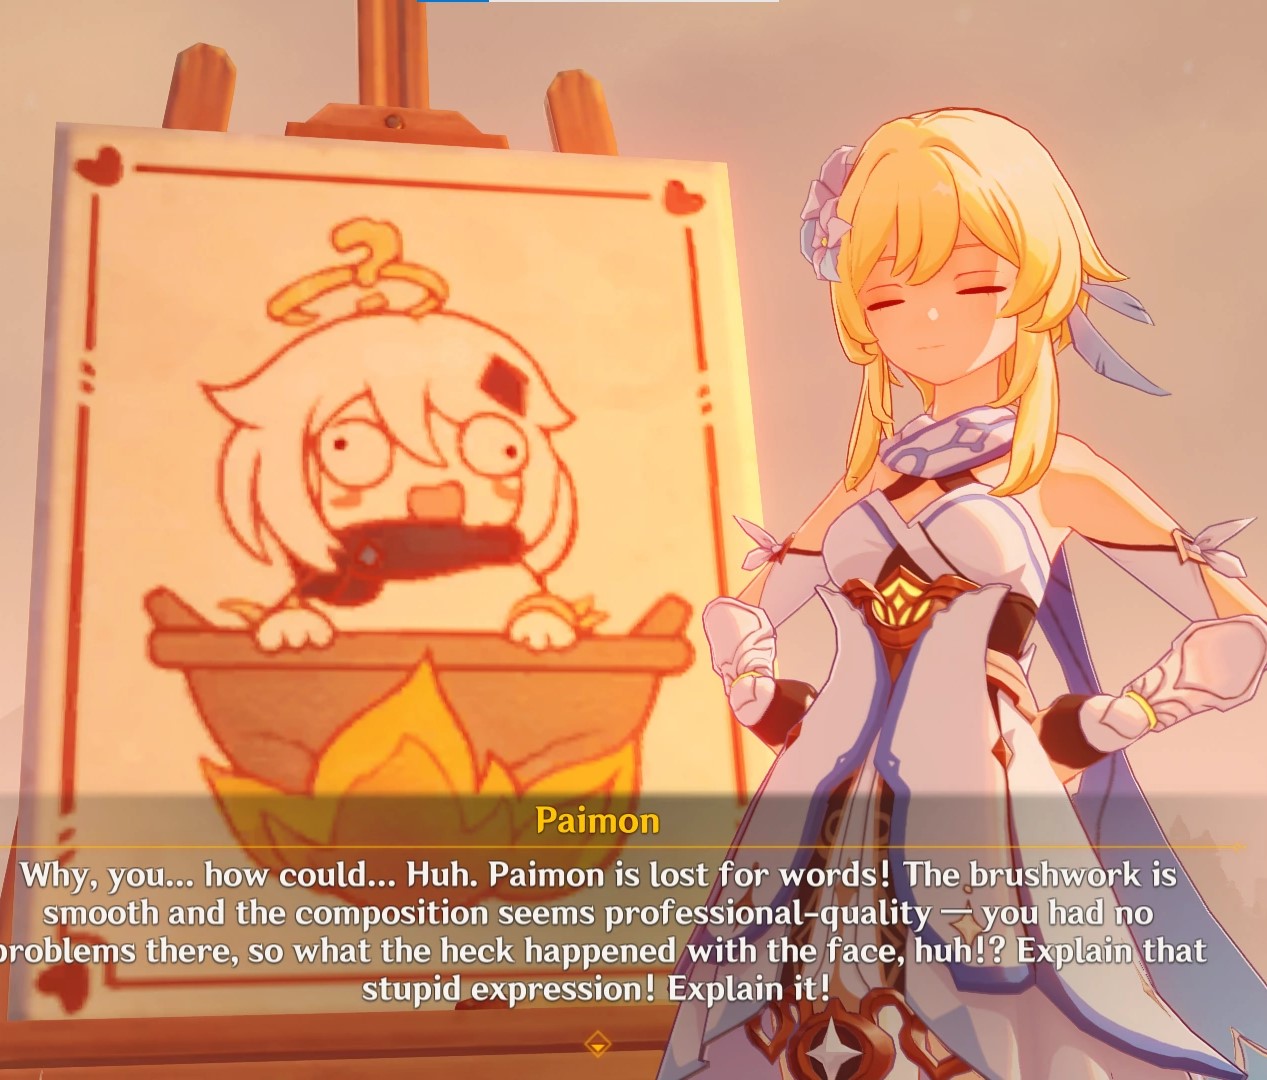 Paimon
Why, you... how could... Huh. Paimon is lost for words! The brushwork is
smooth and the composition seems professional-quality — you had no
problems there, so what the heck happened with the face, huh!? Explain that
stupid expression! Explain it!